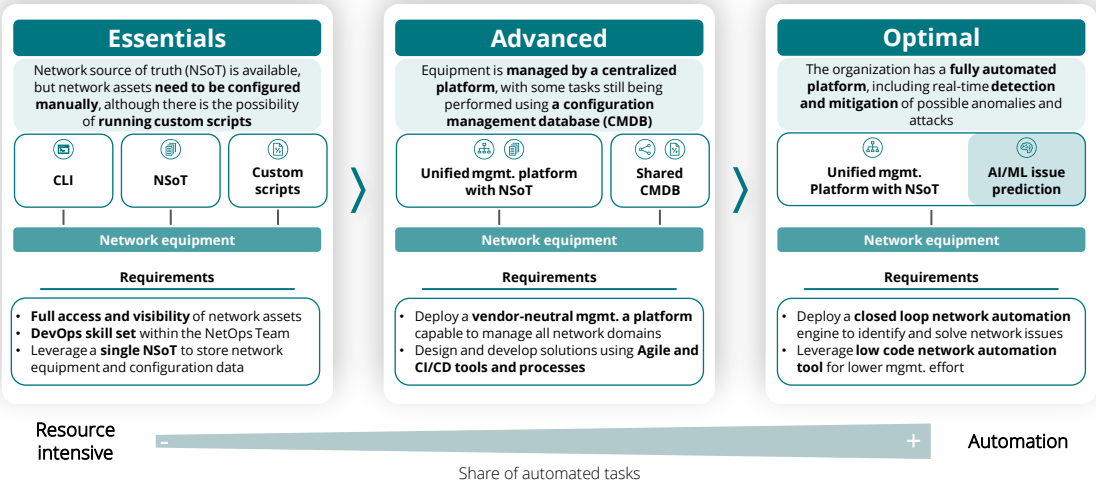 Essentials
Network source of truth (NSoT) is available,
but network assets need to be configured
manually, although there is the possibility
of running custom scripts
CLI
NSoT
Custom
scripts
Network equipment
Requirements
• Full access and visibility of network assets
• DevOps skill set within the NetOps Team
• Leverage a single NSoT to store network
equipment and configuration data
Advanced
Equipment is managed by a centralized
platform, with some tasks still being
performed using a configuration
management database (CMDB)
Unified mgmt. platform
with NSoT
Shared
CMDB
Network equipment
Requirements
• Deploy a vendor-neutral mgmt. a platform
capable to manage all network domains
• Design and develop solutions using Agile and
CI/CD tools and processes
Optimal
The organization has a fully automated
platform, including real-time detection
and mitigation of possible anomalies and
attacks
Unified mgmt.
Platform with NSoT
AI/ML issue
prediction
Network equipment
Requirements
• Deploy a closed loop network automation
engine to identify and solve network issues
• Leverage low code network automation
tool for lower mgmt. effort
Resource
intensive
-
+
Automation
Share of automated tasks